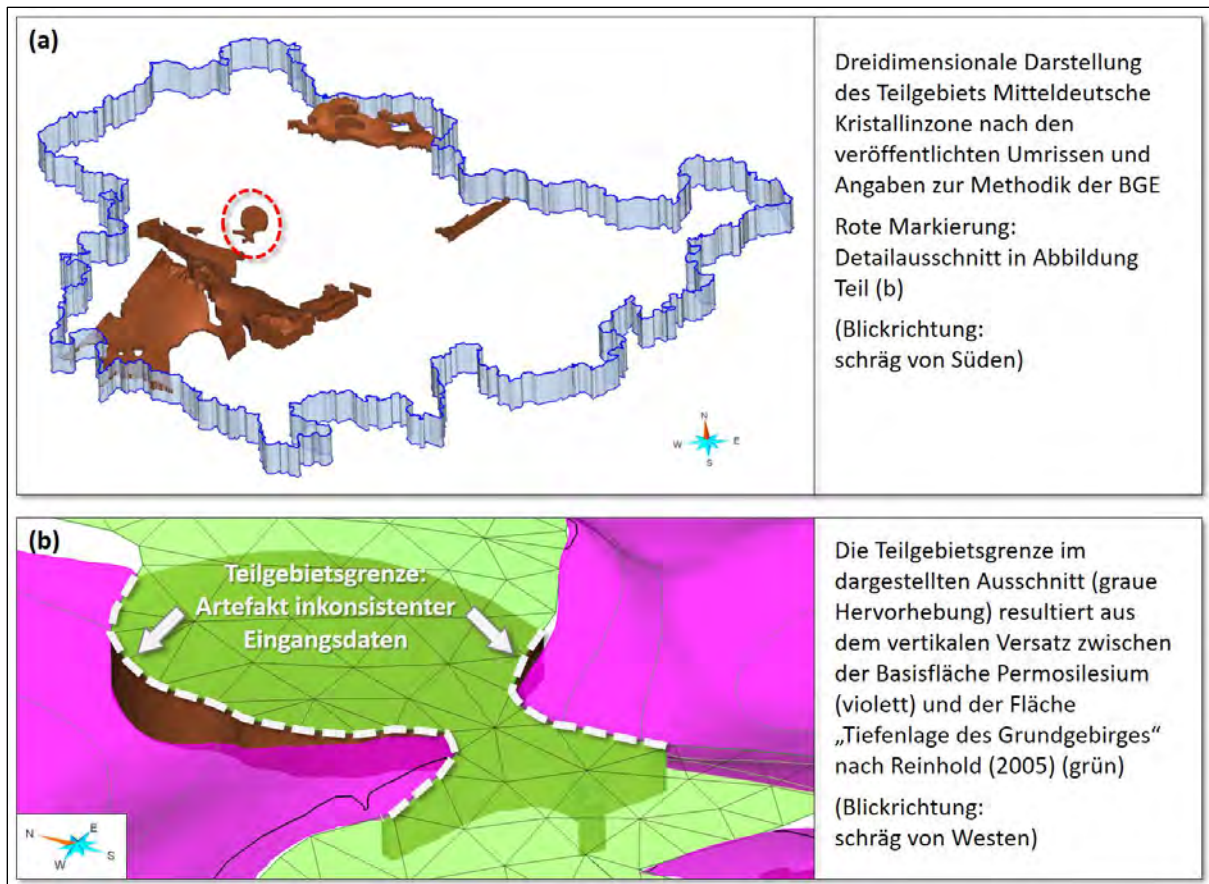 (a)
Dreidimensionale Darstellung
des Teilgebiets Mitteldeutsche
Kristallinzone nach den
veröffentlichten Umrissen und
Angaben zur Methodik der BGE
Rote Markierung:
Detailausschnitt in Abbildung
Teil (b)
(Blickrichtung:
schräg von Süden)
N
W E
S
(b)
Teilgebietsgrenze:
Artefakt inkonsistenter
Eingangsdaten
N E
W S
Die Teilgebietsgrenze im
dargestellten Ausschnitt (graue
Hervorhebung) resultiert aus
dem vertikalen Versatz zwischen
der Basisfläche Permosilesium
(violett) und der Fläche
„Tiefenlage des Grundgebirges“
nach Reinhold (2005) (grün)
(Blickrichtung:
schräg von Westen)